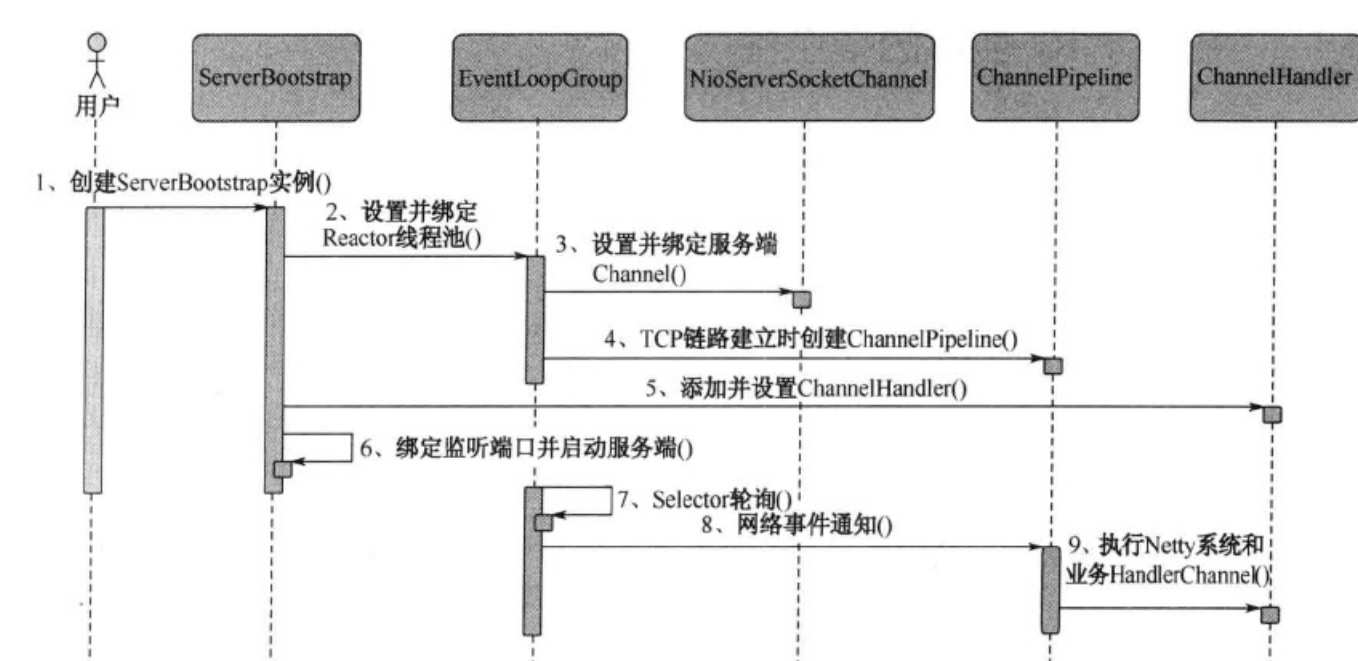 用户
ServerBootstrap
EventLoopGroup
NioServerSocketChannel
ChannelPipeline
ChannelHandler
1、创建ServerBootstrap实例()
2、设置并绑定
Reactor线程池()
3、设置并绑定服务端
Channel()
4、TCP链路建立时创建ChannelPipeline()
5、添加并设置ChannelHandler()
6、绑定监听端口并启动服务端()
7、Selector轮询()
8、网络事件通知()
9、执行Netty系统和
业务HandlerChannel()